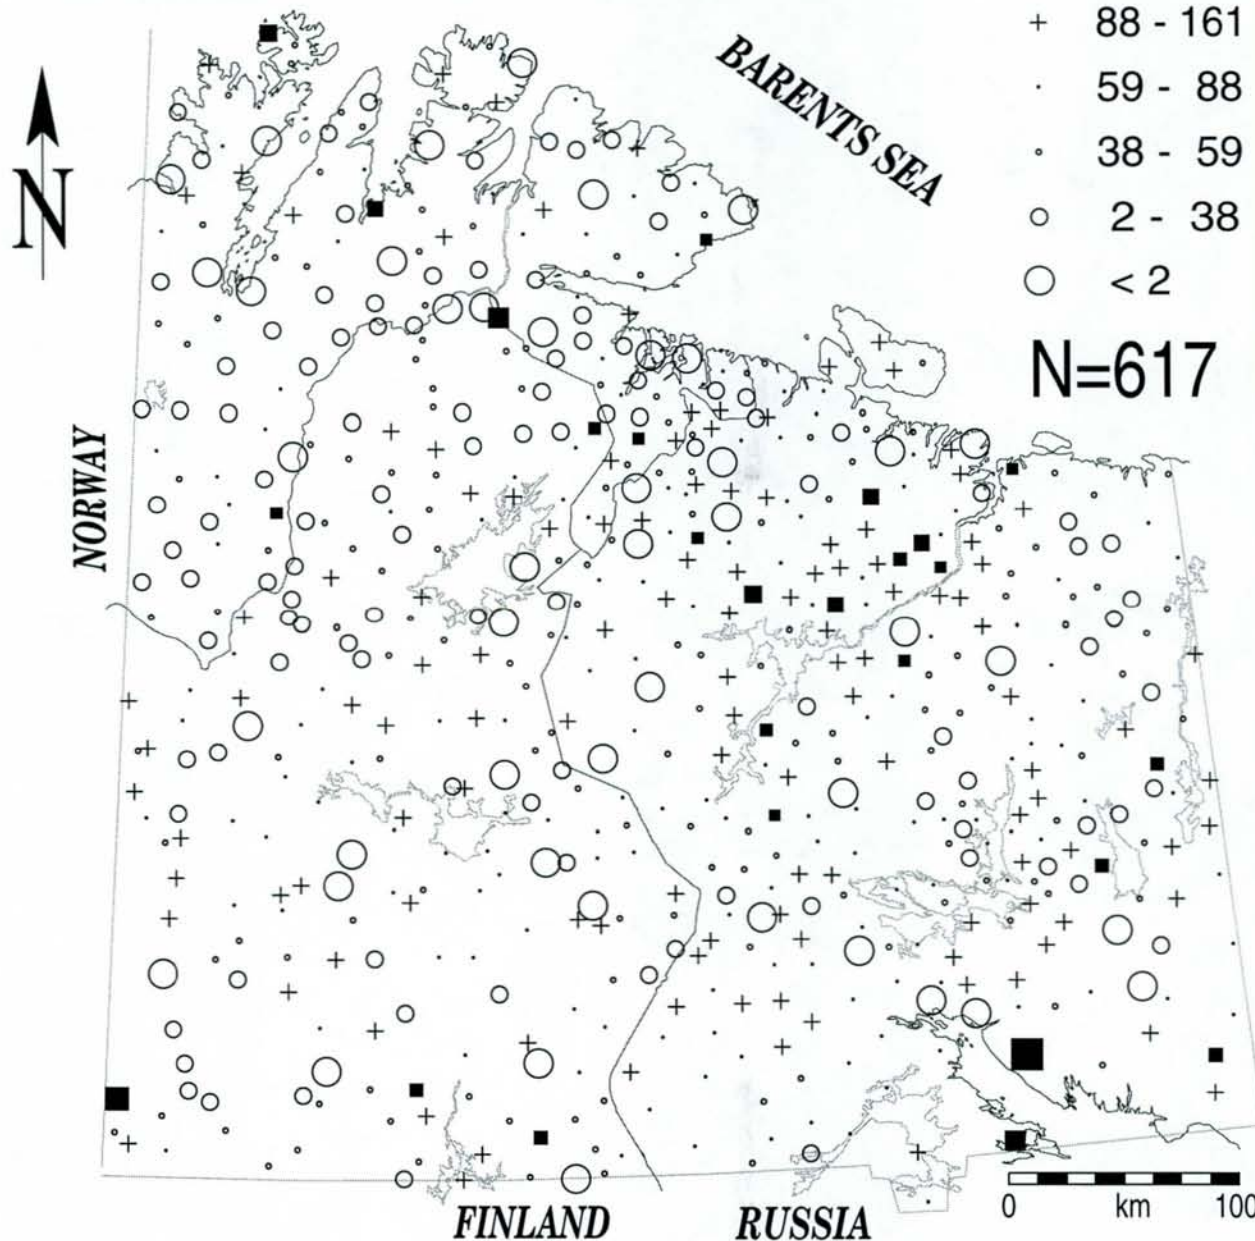 88 - 161
59 - 88
38 - 59
2 - 38
< 2
N=617
BARENTS SEA
N
NORWAY
FINLAND
RUSSIA
0 km 100